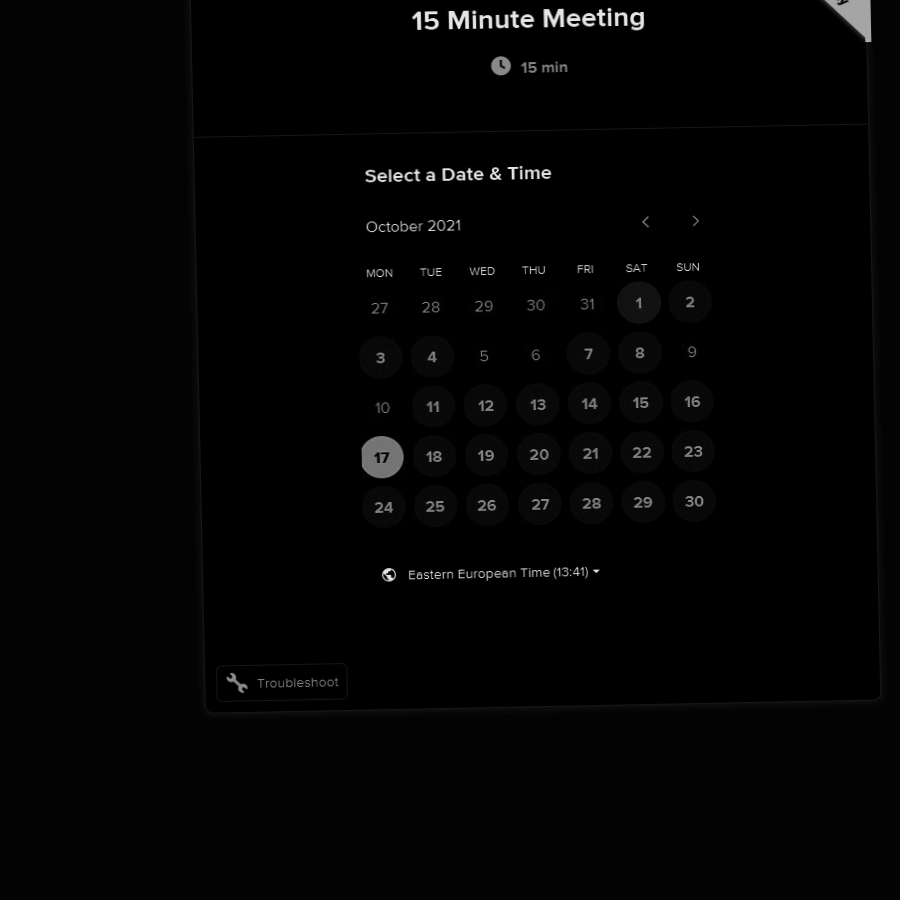 15 Minute Meeting
15 min
Select a Date & Time
October 2021
MON TUE WED THU FRI SAT SUN
27 28 29 30 31 1 2
3 4 5 6 7 8 9
10 11 12 13 14 15 16
17 18 19 20 21 22 23
24 25 26 27 28 29 30
Eastern European Time (13:41)
Troubleshoot